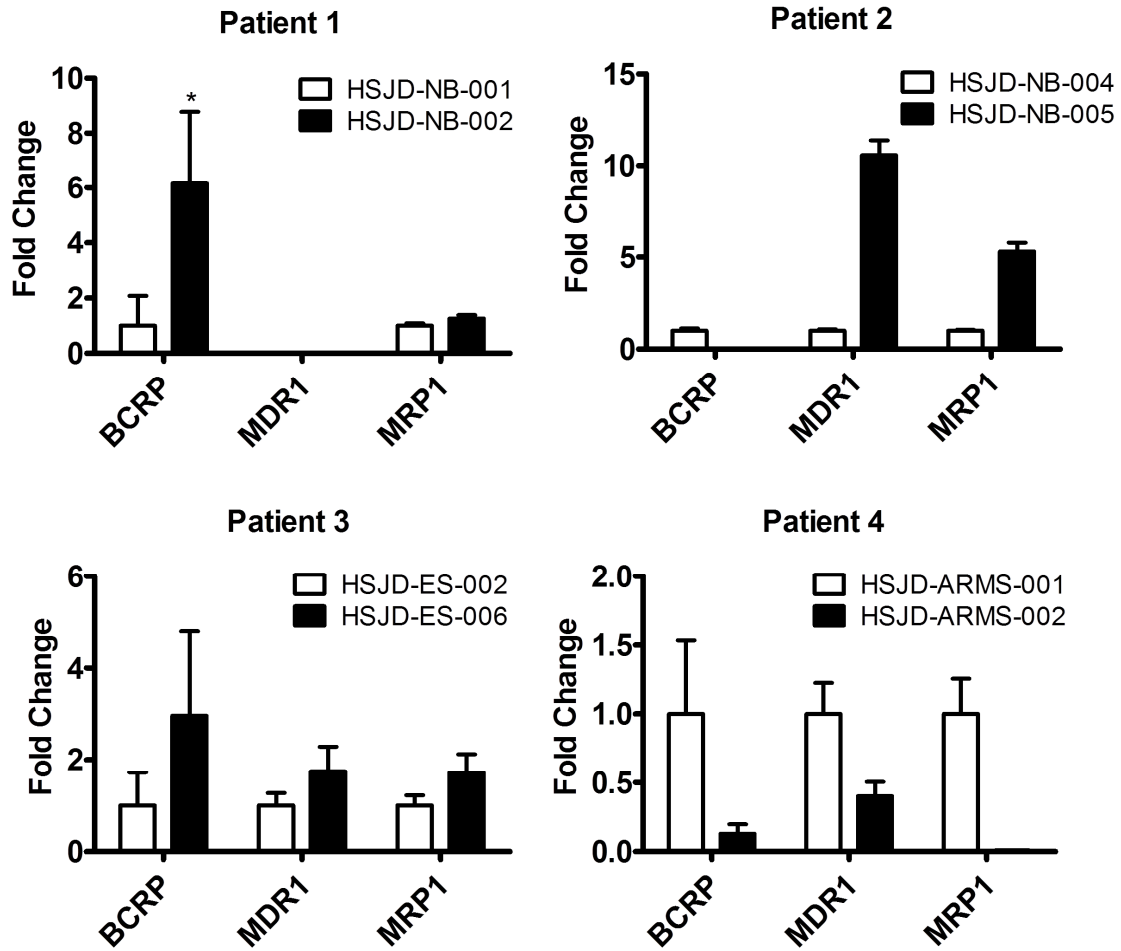 Patient 1
Fold Change
10
8
6
4
2
0
*
HSJD-NB-001
HSJD-NB-002
BCRP
MDR1
MRP1
Patient 2
Fold Change
15
10
5
0
HSJD-NB-004
HSJD-NB-005
BCRP
MDR1
MRP1
Patient 3
Fold Change
6
4
2
0
HSJD-ES-002
HSJD-ES-006
BCRP
MDR1
MRP1
Patient 4
Fold Change
2.0
1.5
1.0
0.5
0.0
HSJD-ARMS-001
HSJD-ARMS-002
BCRP
MDR1
MRP1